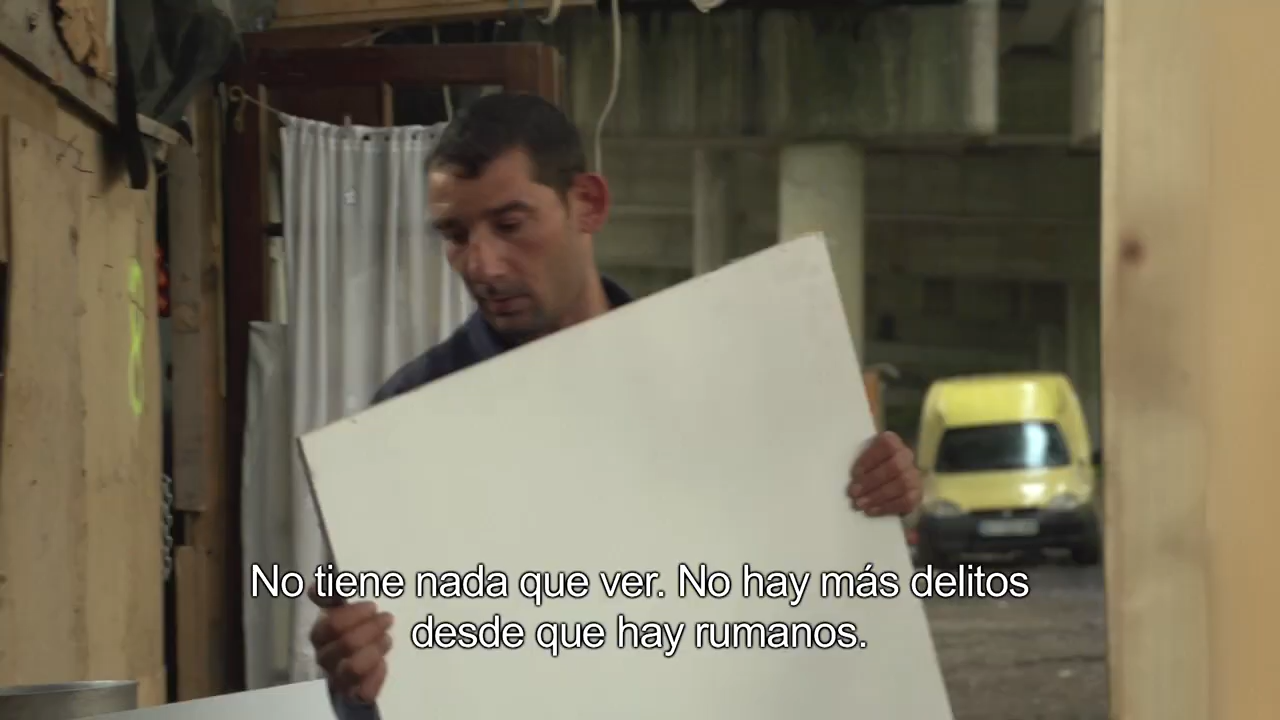 No tiene nada que ver. No hay más delitos
desde que hay rumanos.